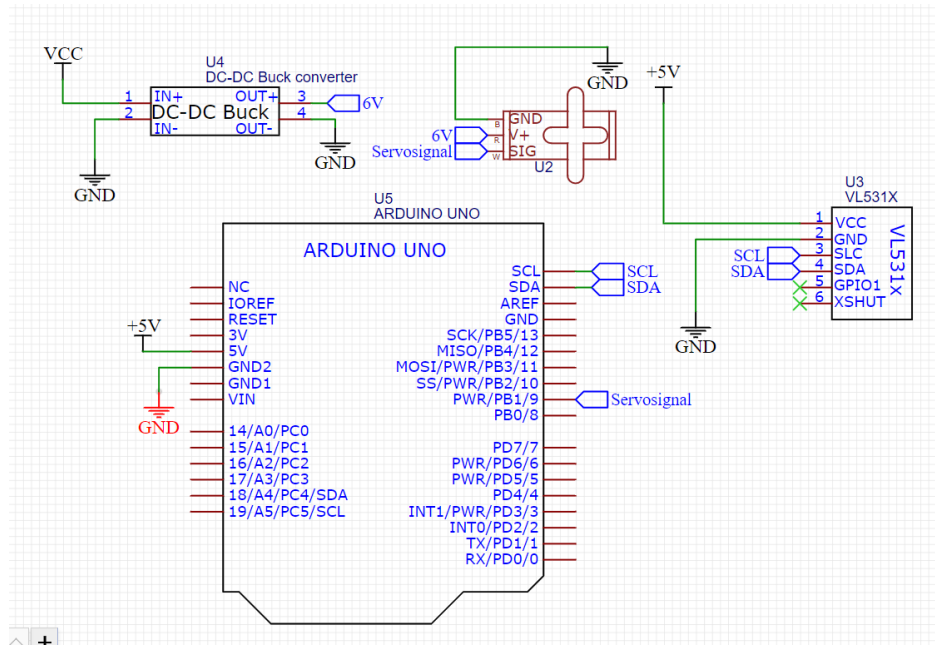 VCC
U4
DC-DC Buck converter
1 IN+ OUT+ 3 6V
DC-DC Buck
2 IN- OUT- 4
GND
GND
GND
+5V
B GND
6V R V+
Servosignal W SIG
U2
U3
VL531X
1 VCC
2 GND
SCL 3 SLC
SDA 4 SDA
5 GPIO1
6 XSHUT
VL531x
GND
U5
ARDUINO UNO
ARDUINO UNO
SCL SCL
NC SDA SDA
IOREF AREF
RESET GND
+5V
3V SCK/PB5/13
5V MISO/PB4/12
GND2 MOSI/PWR/PB3/11
GND1 SS/PWR/PB2/10
VIN PWR/PB1/9 Servosignal
PB0/8
GND
14/A0/PC0
15/A1/PC1 PD7/7
16/A2/PC2 PWR/PD6/6
17/A3/PC3 PWR/PD5/5
18/A4/PC4/SDA PD4/4
19/A5/PC5/SCL INT1/PWR/PD3/3
INT0/PD2/2
TX/PD1/1
RX/PD0/0